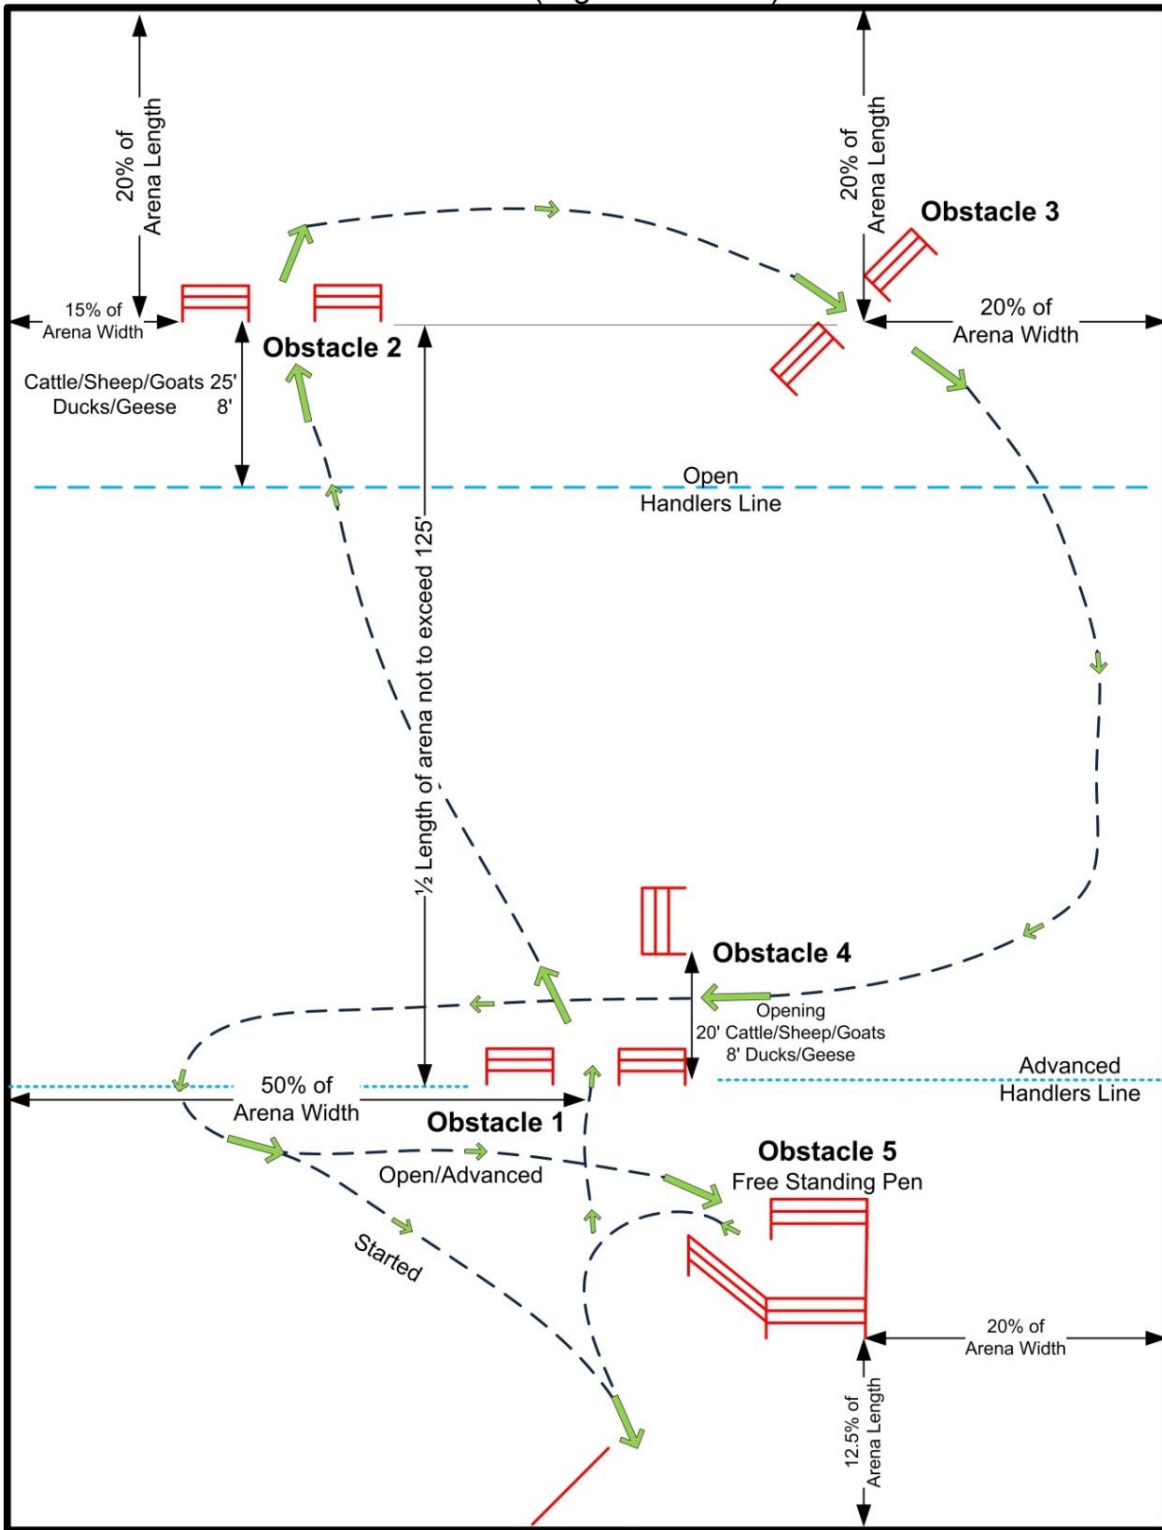 20% of
Arena Length
20% of
Arena Length
Obstacle 3
15% of
Arena Width
20% of
Arena Width
Obstacle 2
Cattle/Sheep/Goats 25'
Ducks/Geese 8'
Open
Handlers Line
½ Length of arena not to exceed 125'
Obstacle 4
Opening
20' Cattle/Sheep/Goats
8' Ducks/Geese
Advanced
Handlers Line
50% of
Arena Width
Obstacle 1
Open/Advanced
Obstacle 5
Free Standing Pen
Started
20% of
Arena Width
12.5% of
Arena Length